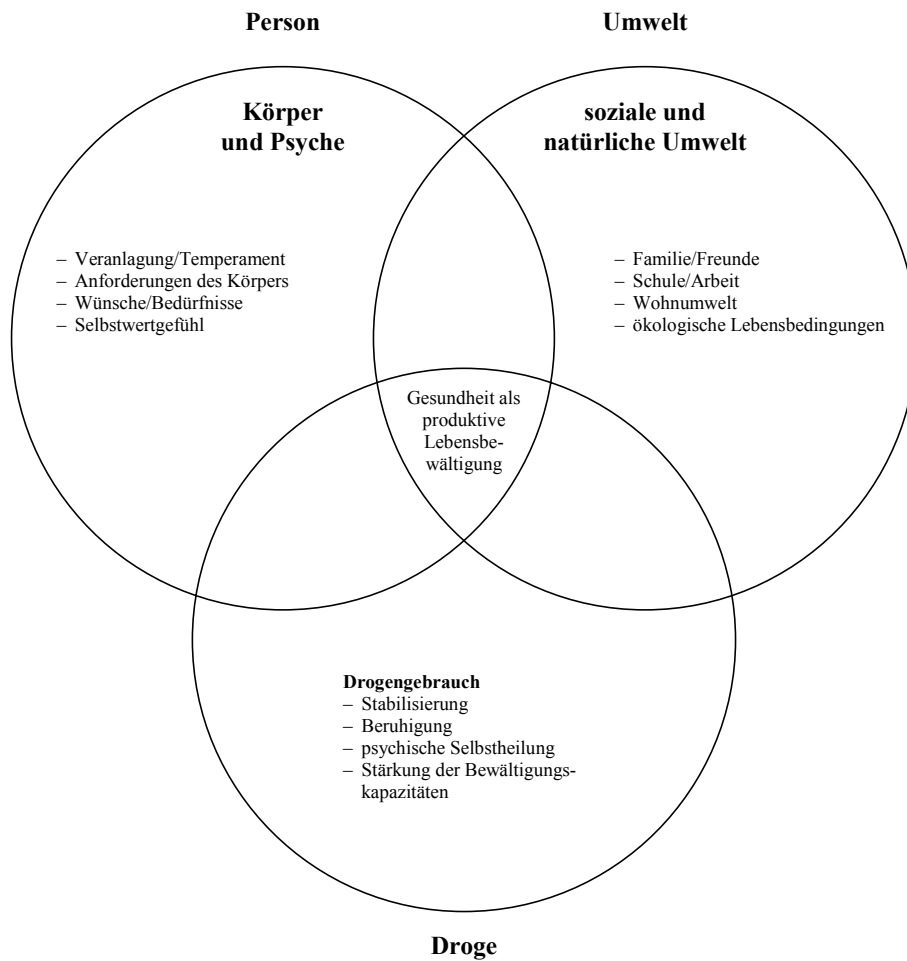 Person
Umwelt
Körper
und Psyche
soziale und
natürliche Umwelt
– Veranlagung/Temperament
– Anforderungen des Körpers
– Wünsche/Bedürfnisse
– Selbstwertgefühl
– Familie/Freunde
– Schule/Arbeit
– Wohnumwelt
– ökologische Lebensbedingungen
Gesundheit als
produktive
Lebensbe-
wältigung
Drogengebrauch
– Stabilisierung
– Beruhigung
– psychische Selbstheilung
– Stärkung der Bewältigungs-
kapazitäten
Droge